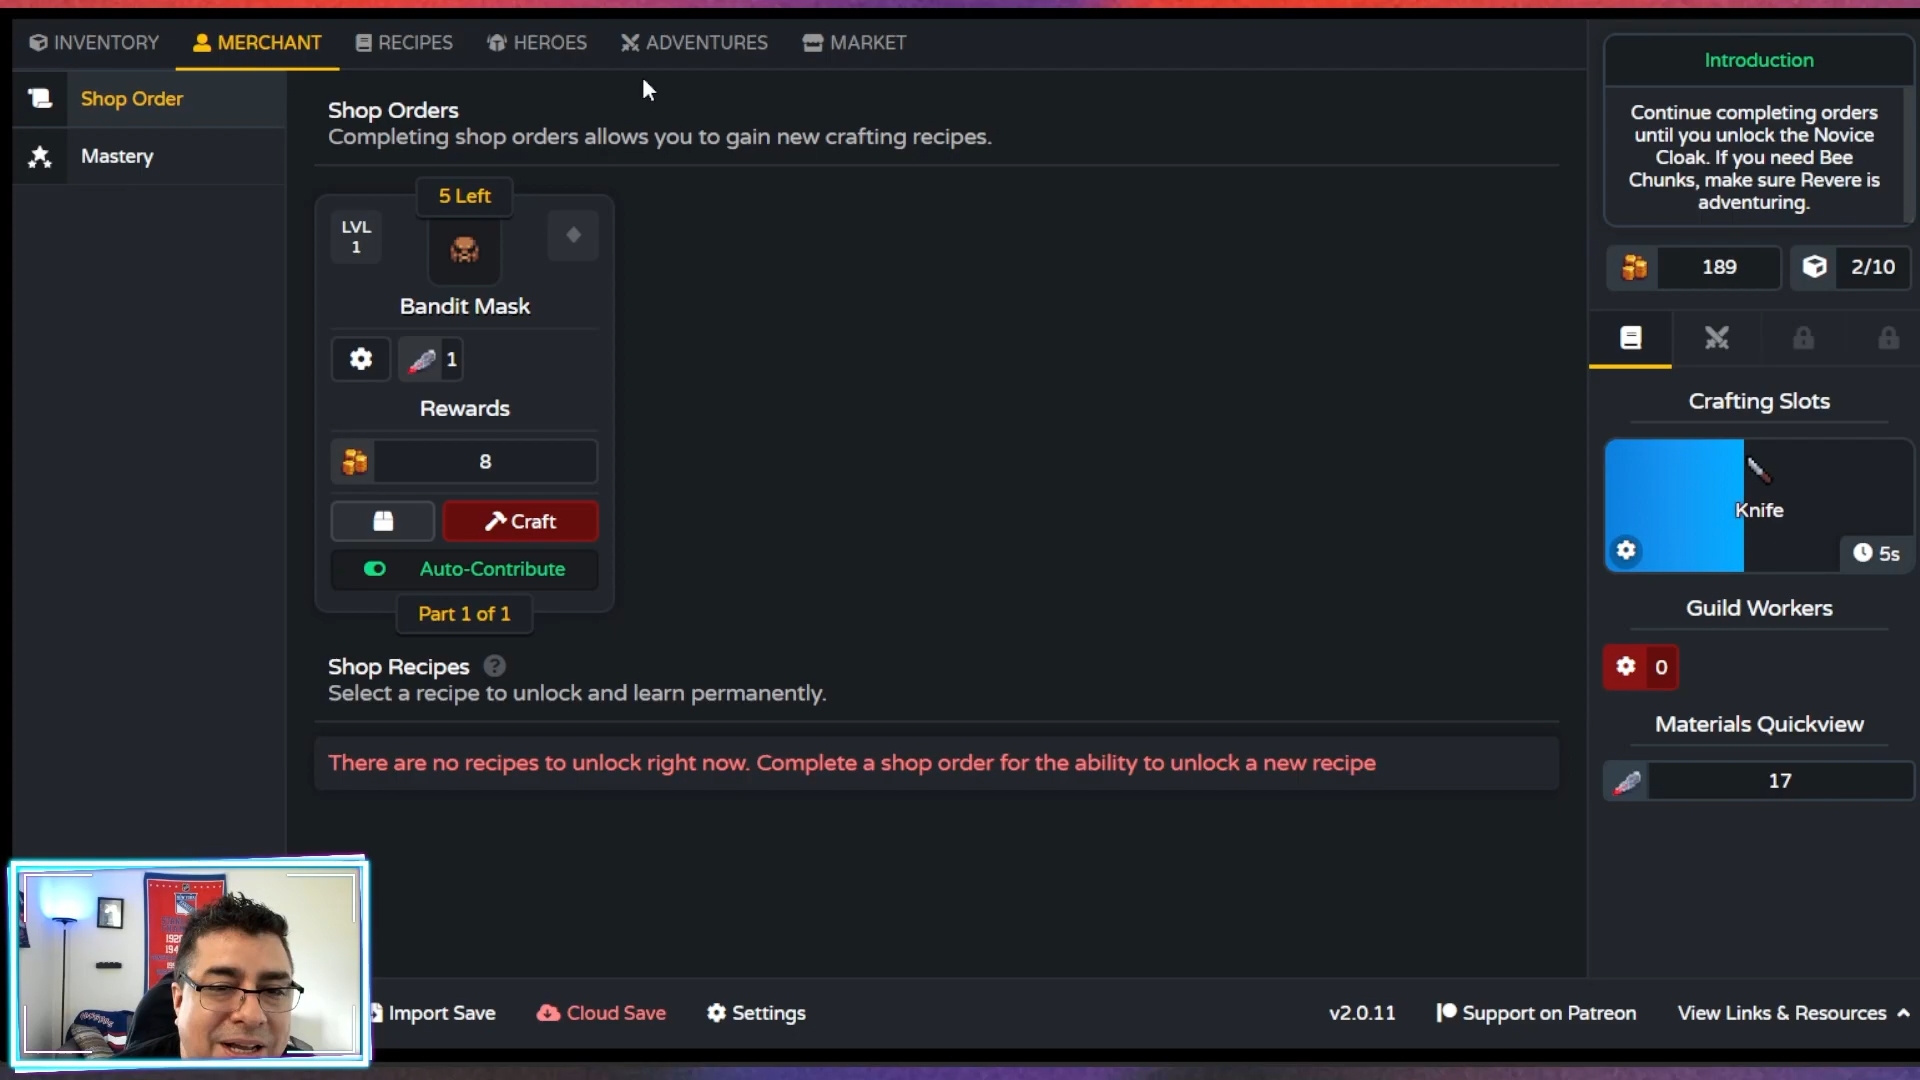 INVENTORY
MERCHANT
RECIPES
HEROES
ADVENTURES
MARKET
Shop Order
Mastery
Shop Orders
Completing shop orders allows you to gain new crafting recipes.
5 Left
LVL
1
Bandit Mask
1
Rewards
8
Craft
Auto-Contribute
Part 1 of 1
Shop Recipes ?
Select a recipe to unlock and learn permanently.
There are no recipes to unlock right now. Complete a shop order for the ability to unlock a new recipe
Introduction
Continue completing orders
until you unlock the Novice
Cloak. If you need Bee
Chunks, make sure Revere is
adventuring.
189
2/10
Crafting Slots
Knife
5s
Guild Workers
0
Materials Quickview
17
Import Save
Cloud Save
Settings
v2.0.11
Support on Patreon
View Links & Resources